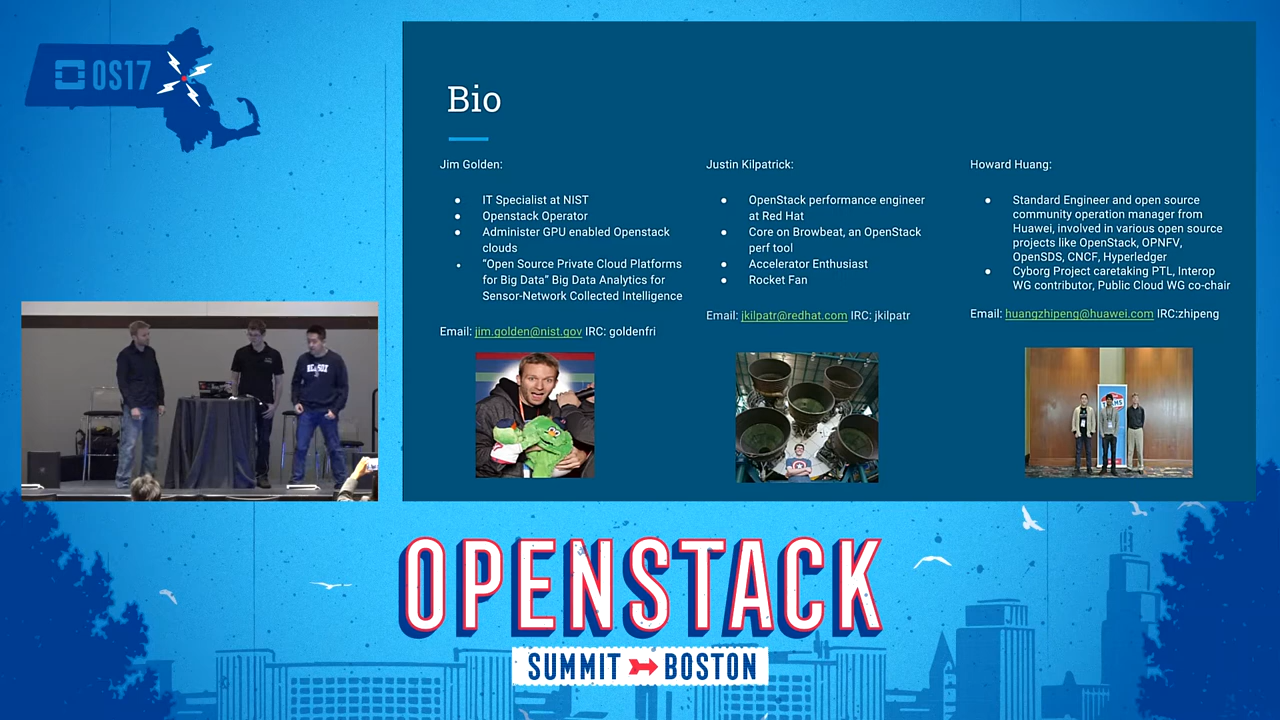 OS17
Bio
Jim Golden:
IT Specialist at NIST
Openstack Operator
Administer GPU enabled Openstack
clouds
“Open Source Private Cloud Platforms
for Big Data” Big Data Analytics for
Sensor-Network Collected Intelligence
Email: jim.golden@nist.gov IRC: goldenfri
Justin Kilpatrick:
OpenStack performance engineer
at Red Hat
Core on Browbeat, an OpenStack
perf tool
Accelerator Enthusiast
Rocket Fan
Email: jkilpatr@redhat.com IRC: jkilpatr
Howard Huang:
Standard Engineer and open source
community operation manager from
Huawei, involved in various open source
projects like OpenStack, OPNFV,
OpenSDS, CNCF, Hyperledger
Cyborg Project caretaking PTL, Interop
WG contributor, Public Cloud WG co-chair
Email: huangzhipeng@huawei.com IRC:zhipeng
OPENSTACK
SUMMIT BOSTON